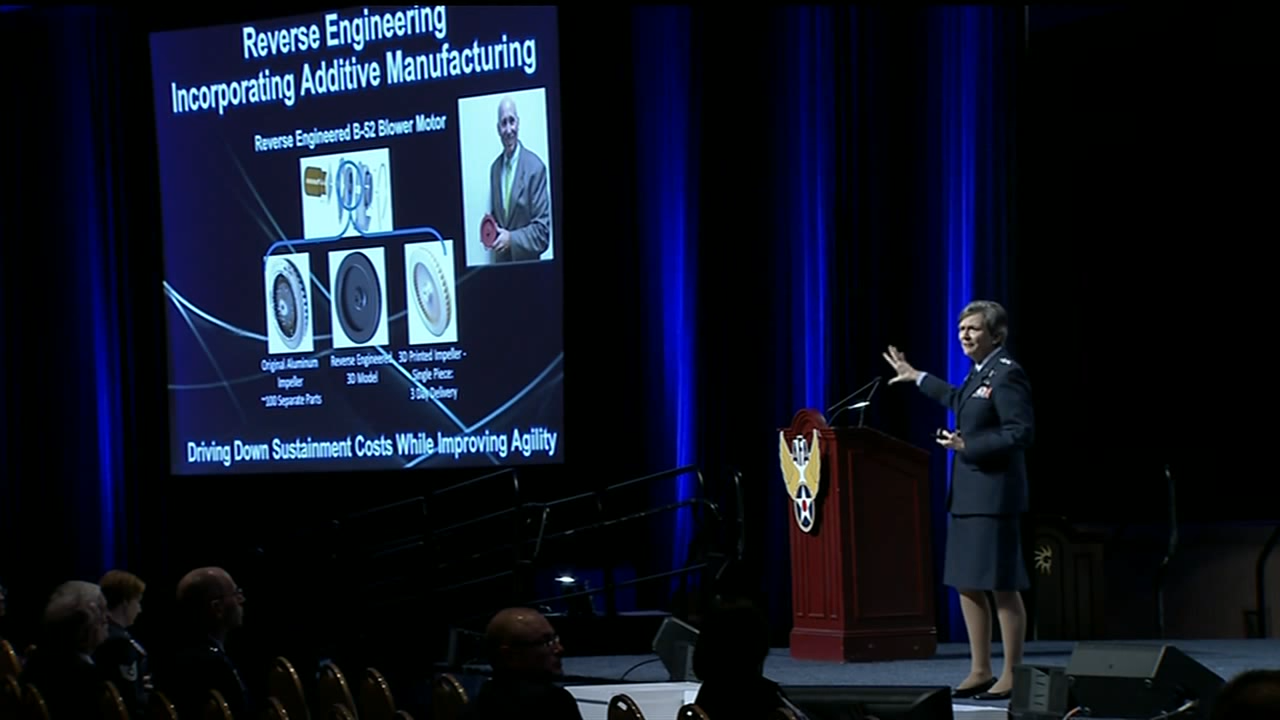 Reverse Engineering
Incorporating Additive Manufacturing
Reverse Engineered B-52 Blower Motor
Original Aluminum
Impeller
~100 Separate Parts
Reverse Engineered
3D Model
3D Printed Impeller -
Single Piece:
3 Day Delivery
Driving Down Sustainment Costs While Improving Agility